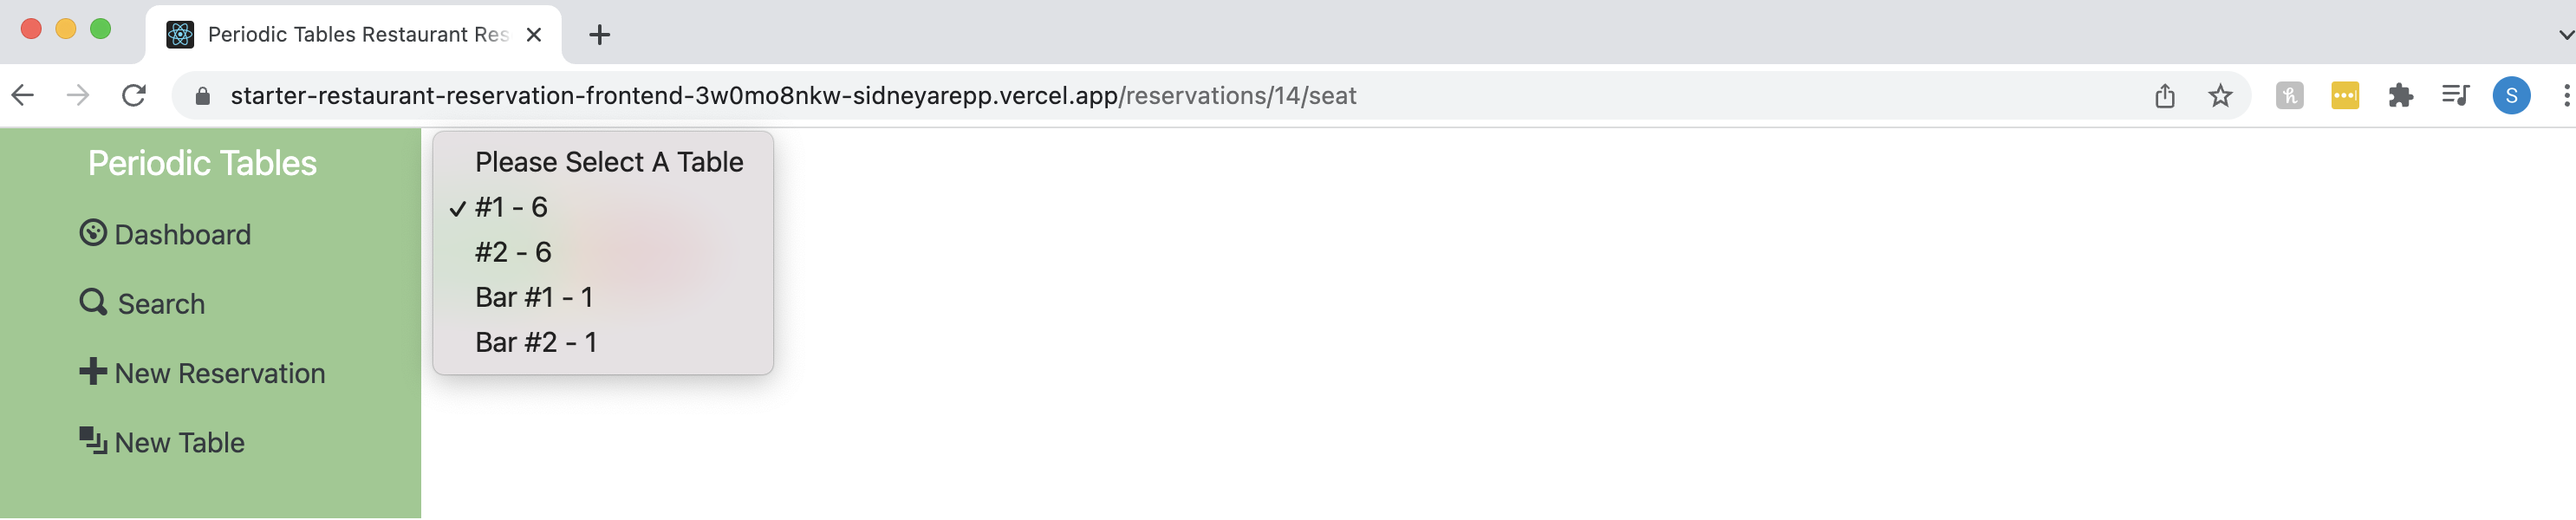 Periodic Tables Restaurant Res
starter-restaurant-reservation-frontend-3w0mo8nkw-sidneyarepp.vercel.app/reservations/14/seat
S
Periodic Tables
Dashboard
Search
New Reservation
New Table
Please Select A Table
✓ #1 - 6
#2 - 6
Bar #1 - 1
Bar #2 - 1